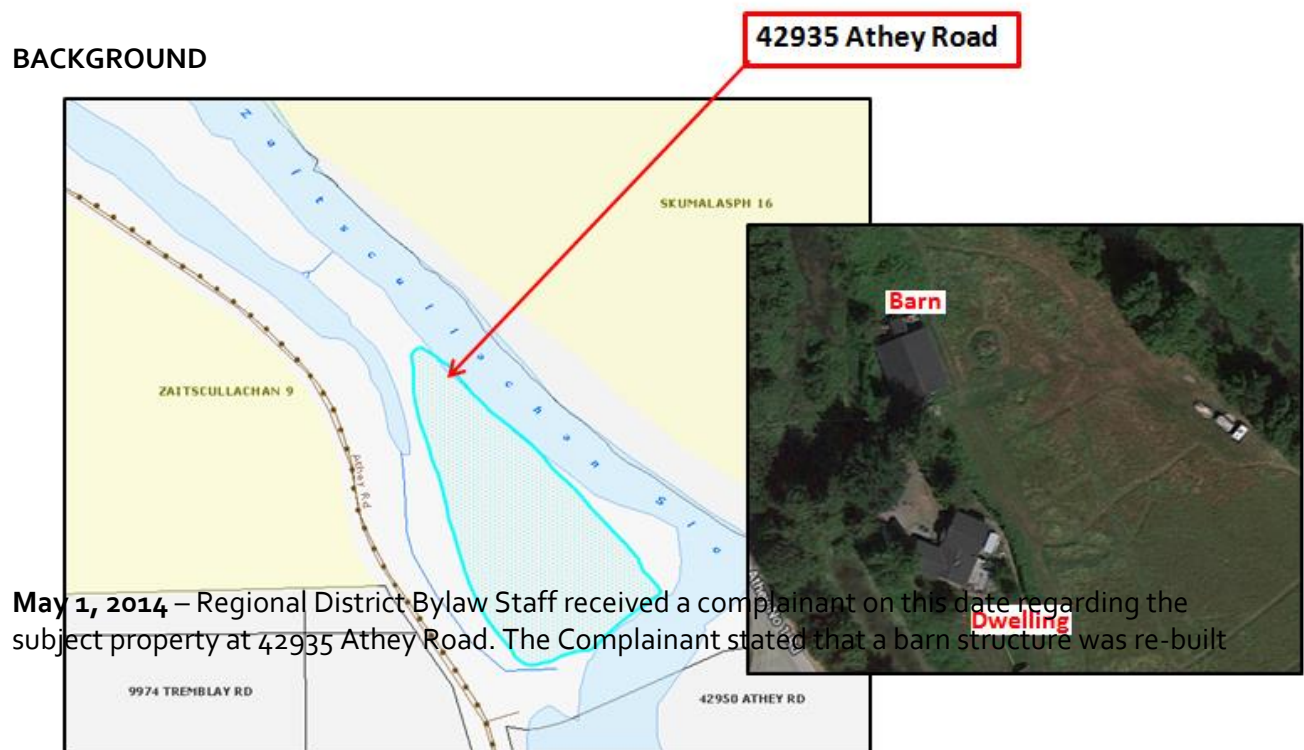 42935 Athey Road
BACKGROUND
Zaitscullachan Slo
SKUMALASPH 16
Barn
ZAITSCULLACHAN 9
Athey Rd
May 1, 2014 – Regional District Bylaw Staff received a complainant on this date regarding the
Dwelling
subject property at 42935 Athey Road. The Complainant stated that a barn structure was re-built
9974 TREMBLAY RD
42950 ATHEY RD